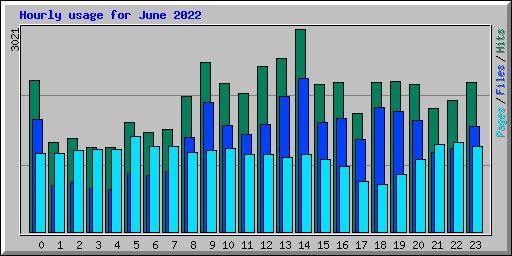 Hourly usage for June 2022
3021
Pages/Files/Hits
0 1 2 3 4 5 6 7 8 9 10 11 12 13 14 15 16 17 18 19 20 21 22 23